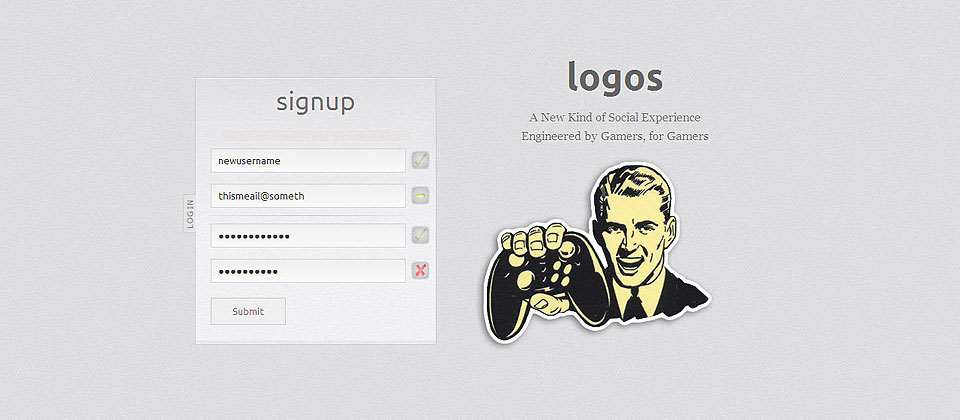 signup
newusername
thismeail@someth
LOGIN
••••••••••••
••••••••••
Submit
logos
A New Kind of Social Experience
Engineered by Gamers, for Gamers